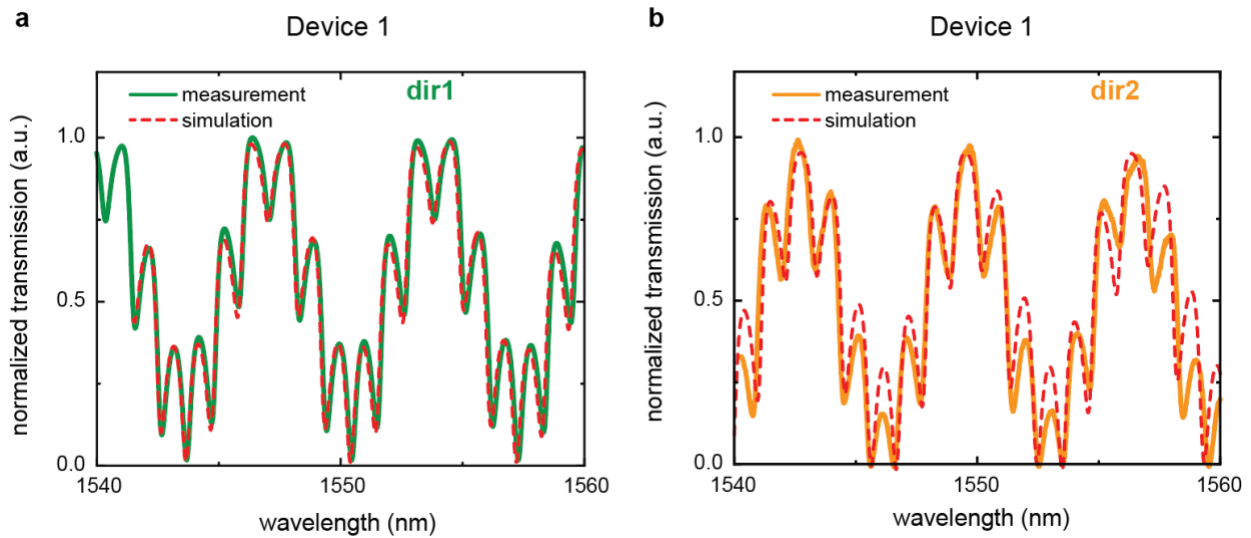 a
Device 1
measurement
simulation
dir1
normalized transmission (a.u.)
1.0
0.5
0.0
1540
1550
1560
wavelength (nm)
b
Device 1
measurement
simulation
dir2
normalized transmission (a.u.)
1.0
0.5
0.0
1540
1550
1560
wavelength (nm)